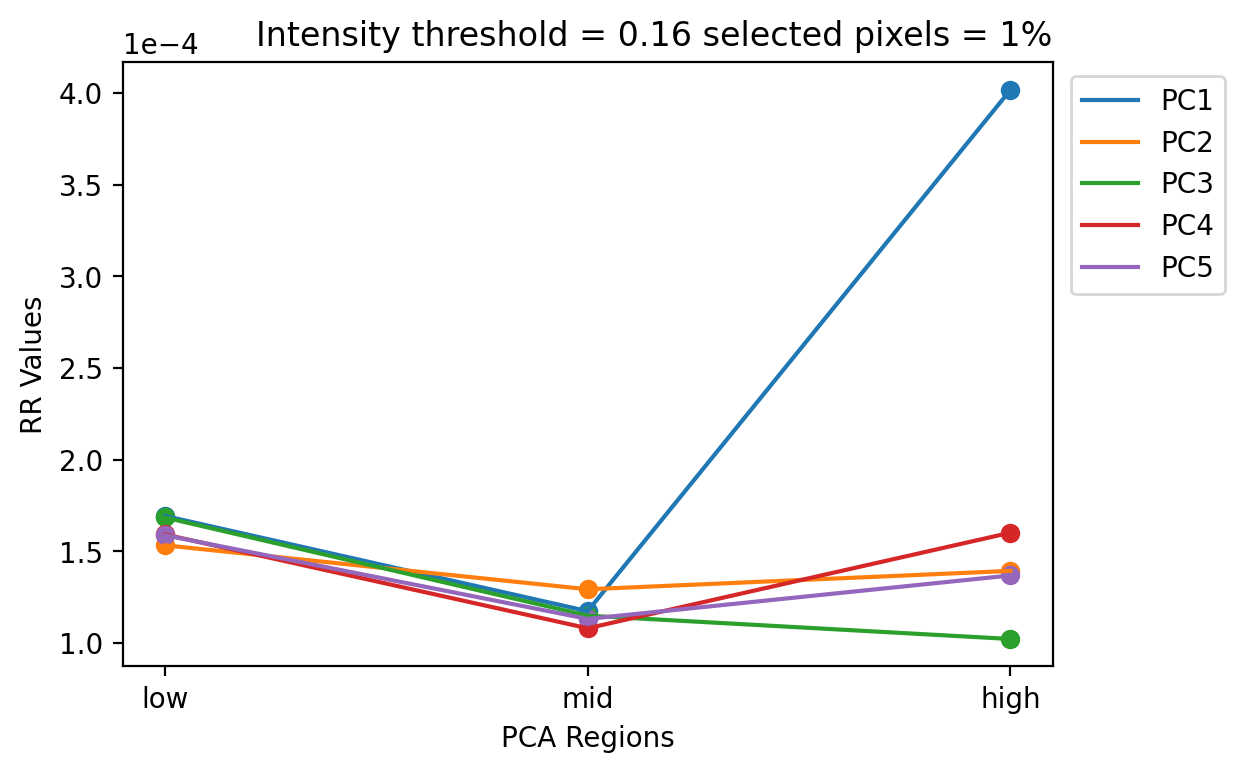 Intensity threshold = 0.16 selected pixels = 1%
1e−4
4.0
3.5
3.0
2.5
2.0
1.5
1.0
RR Values
low mid high
PCA Regions
PC1
PC2
PC3
PC4
PC5